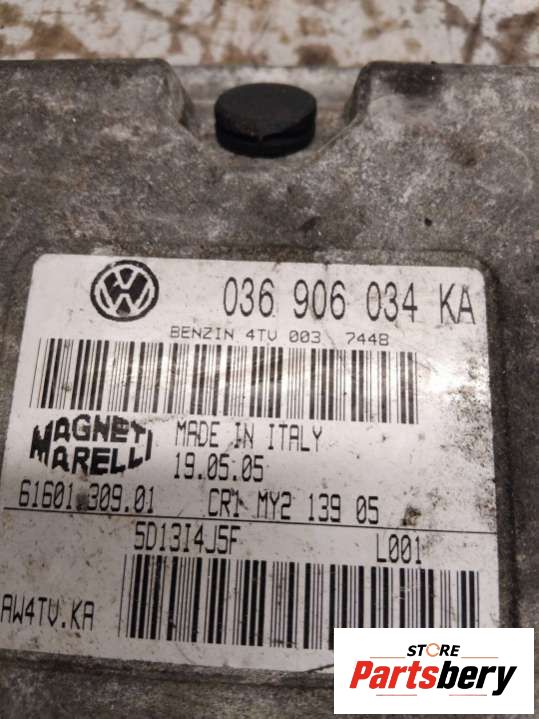 036 906 034 KA
BENZIN 4TV 003 7448
MAGNETI MARELLI
MADE IN ITALY
19.05.05
61601.309.01 CR1 MY2 139 05
5D13I4J5F L001
AW4TV.KA
STORE
Partsbery